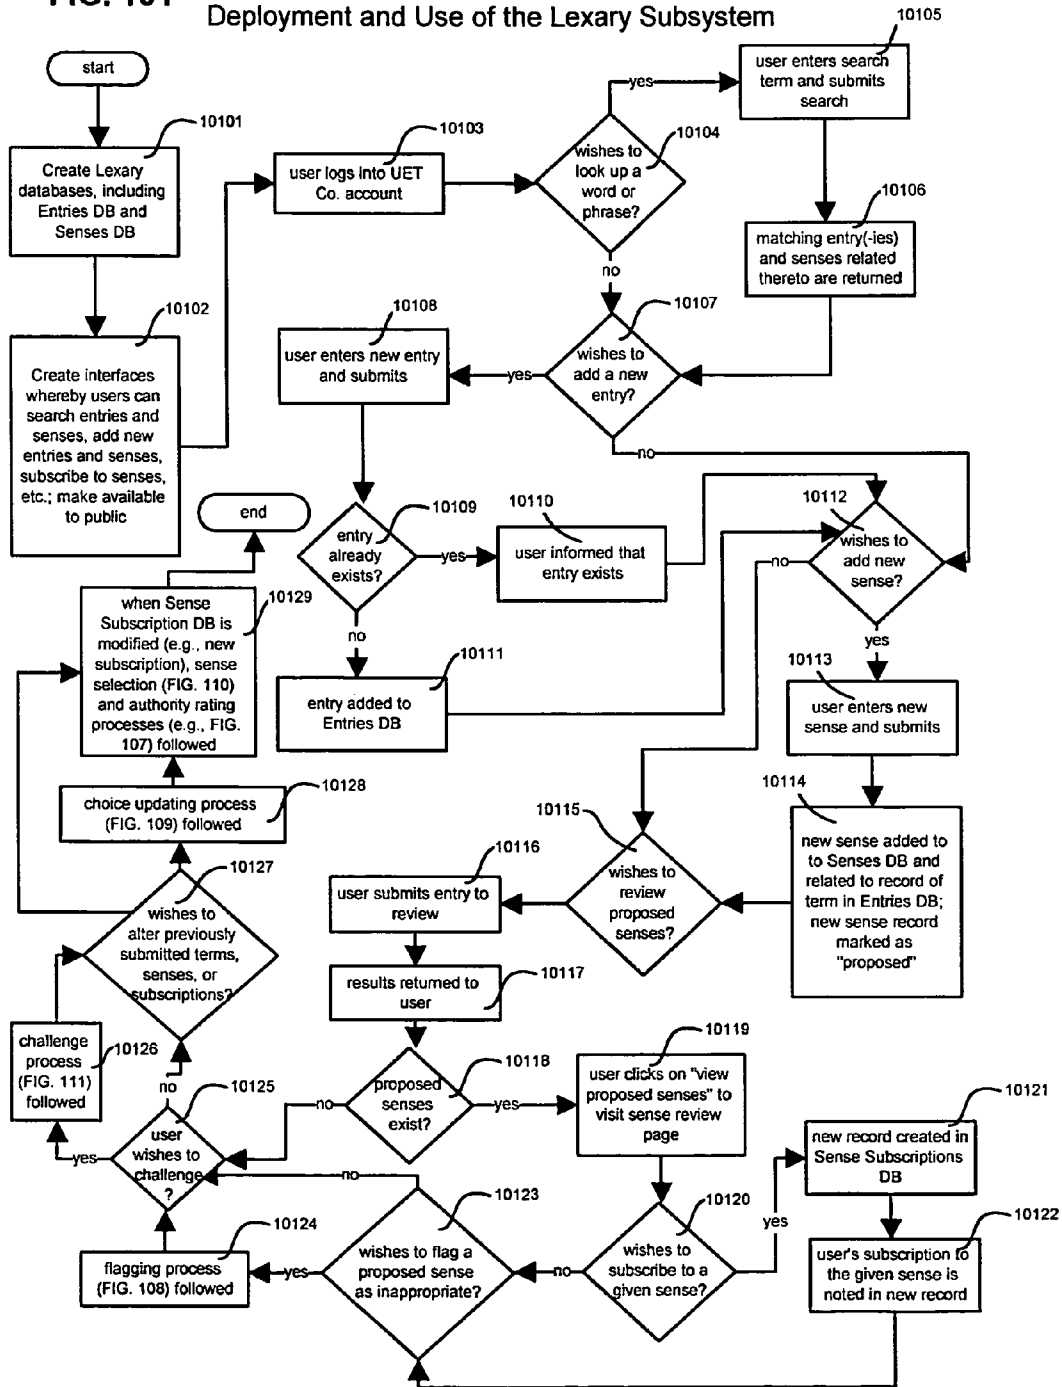 FIG. 101
Deployment and Use of the Lexary Subsystem
start
10101
Create Lexary
databases, including
Entries DB and
Senses DB
10102
Create interfaces
whereby users can
search entries and
senses, add new
entries and senses,
subscribe to senses,
etc.; make available
to public
10103
user logs into UET
Co. account
10104
wishes to
look up a
word or
phrase?
yes
no
10105
user enters search
term and submits
search
10106
matching entry(-ies)
and senses related
thereto are returned
10107
wishes to
add a new
entry?
yes
no
10108
user enters new entry
and submits
10109
entry
already
exists?
yes
no
10110
user informed that
entry exists
10111
entry added to
Entries DB
10112
wishes to
add new
sense?
no
yes
10113
user enters new
sense and submits
10114
new sense added to
to Senses DB and
related to record of
term in Entries DB;
new sense record
marked as
"proposed"
10115
wishes to
review
proposed
senses?
10116
user submits entry to
review
10117
results returned to
user
10118
proposed
senses
exist?
no
yes
10119
user clicks on "view
proposed senses" to
visit sense review
page
10120
wishes to
subscribe to a
given sense?
no
yes
10121
new record created in
Sense Subscriptions
DB
10122
user's subscription to
the given sense is
noted in new record
10123
wishes to flag a
proposed sense
as inappropriate?
no
yes
10124
flagging process
(FIG. 108) followed
10125
user
wishes to
challenge
?
yes
no
10126
challenge
process
(FIG. 111)
followed
10127
wishes to
alter previously
submitted terms,
senses, or
subscriptions?
10128
choice updating process
(FIG. 109) followed
10129
when Sense
Subscription DB is
modified (e.g., new
subscription), sense
selection (FIG. 110)
and authority rating
processes (e.g., FIG.
107) followed
end